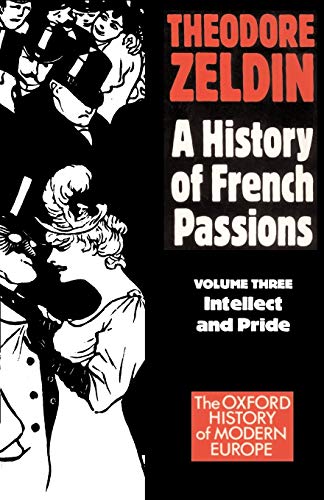 THEODORE
ZELDIN
A History
of French
Passions
VOLUME THREE
Intellect
and Pride
The OXFORD
HISTORY
of MODERN
EUROPE